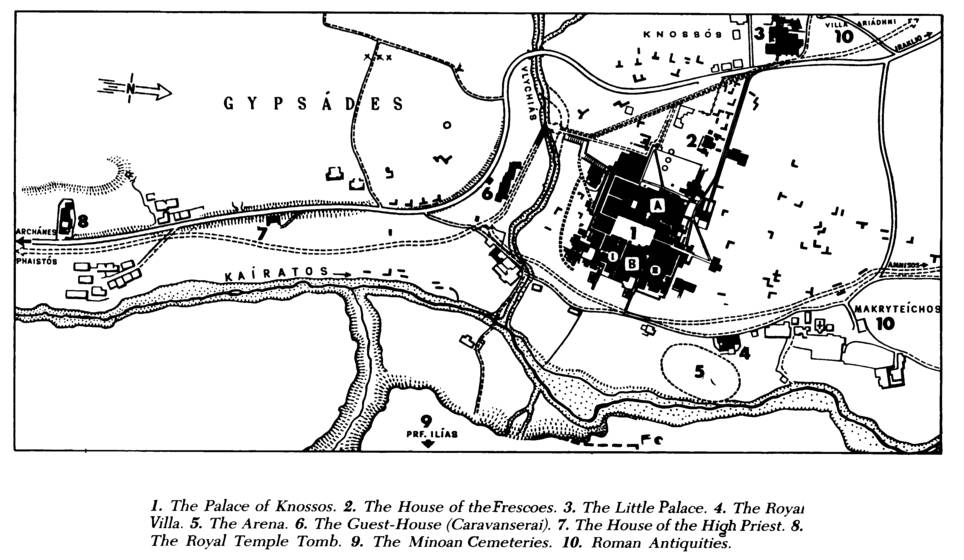 3
VILLA ARIÁDNI
10
KNOSSÓS
IRAKLIO
N
GYPSÁDES
VLYCHIÁS
2
6
A
8
1
7
ARCHÁNES
I
B
II
PHAISTÓS
KAÍRATOS
AMNISOS
MAKRYTEÍCHOS
10
4
5
9
PRF. ILÍAS
1. The Palace of Knossos. 2. The House of the Frescoes. 3. The Little Palace. 4. The Royal
Villa. 5. The Arena. 6. The Guest-House (Caravanserai). 7. The House of the High Priest. 8.
The Royal Temple Tomb. 9. The Minoan Cemeteries. 10. Roman Antiquities.